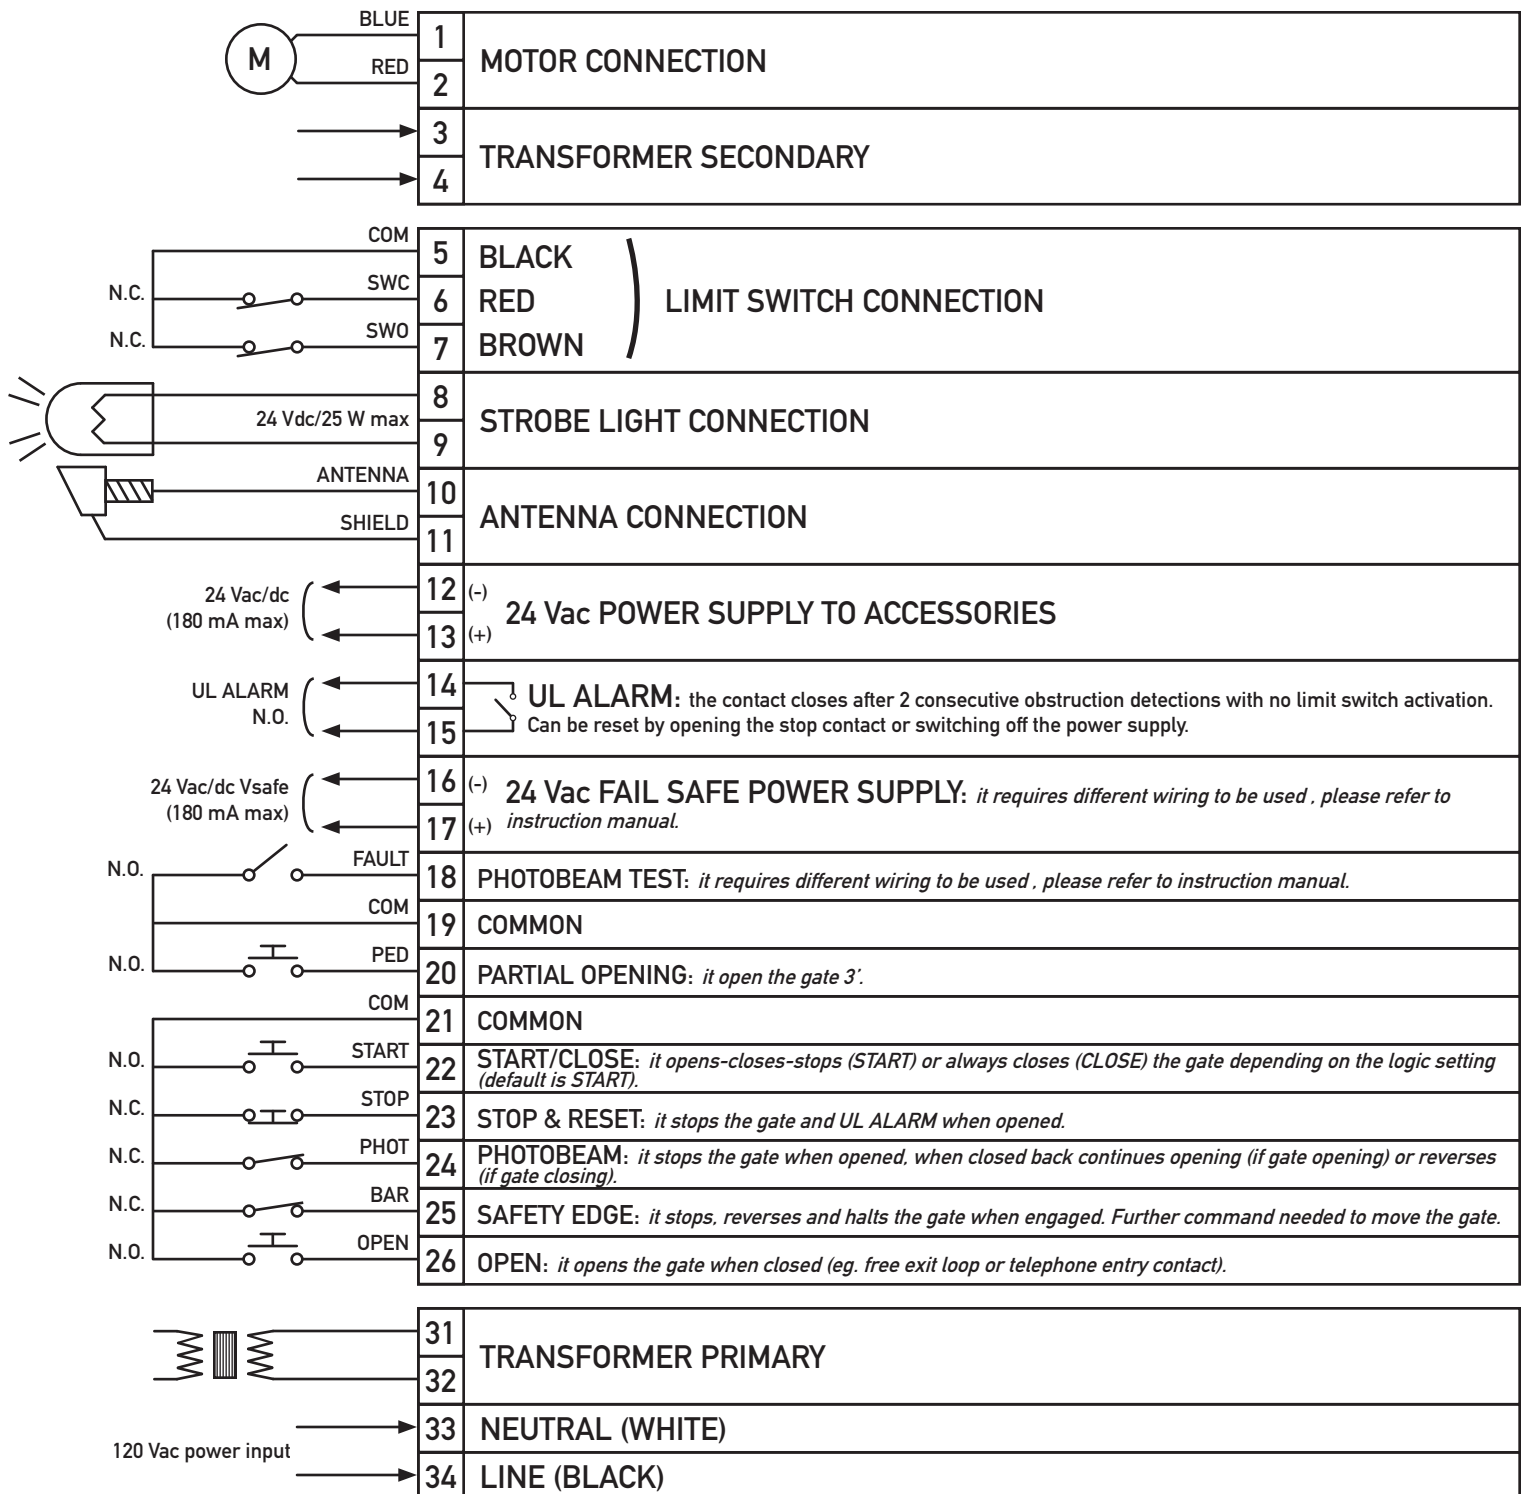 BLUE
1
M
MOTOR CONNECTION
RED
2
3
TRANSFORMER SECONDARY
4
COM
5 BLACK
N.C. SWC
6 RED
LIMIT SWITCH CONNECTION
N.C. SWO
7 BROWN
8
24 Vdc/25 W max
STROBE LIGHT CONNECTION
9
ANTENNA
10
ANTENNA CONNECTION
SHIELD
11
24 Vac/dc
(180 mA max)
12 (-)
24 Vac POWER SUPPLY TO ACCESSORIES
13 (+)
UL ALARM
N.O.
14
UL ALARM: the contact closes after 2 consecutive obstruction detections with no limit switch activation.
Can be reset by opening the stop contact or switching off the power supply.
15
24 Vac/dc Vsafe
(180 mA max)
16 (-)
24 Vac FAIL SAFE POWER SUPPLY: it requires different wiring to be used , please refer to
instruction manual.
17 (+)
N.O. FAULT
18 PHOTOBEAM TEST: it requires different wiring to be used , please refer to instruction manual.
COM
19 COMMON
N.O. PED
20 PARTIAL OPENING: it open the gate 3'.
COM
21 COMMON
N.O. START
22 START/CLOSE: it opens-closes-stops (START) or always closes (CLOSE) the gate depending on the logic setting
(default is START).
N.C. STOP
23 STOP & RESET: it stops the gate and UL ALARM when opened.
N.C. PHOT
24 PHOTOBEAM: it stops the gate when opened, when closed back continues opening (if gate opening) or reverses
(if gate closing).
N.C. BAR
25 SAFETY EDGE: it stops, reverses and halts the gate when engaged. Further command needed to move the gate.
N.O. OPEN
26 OPEN: it opens the gate when closed (eg. free exit loop or telephone entry contact).
31
TRANSFORMER PRIMARY
32
33 NEUTRAL (WHITE)
120 Vac power input
34 LINE (BLACK)